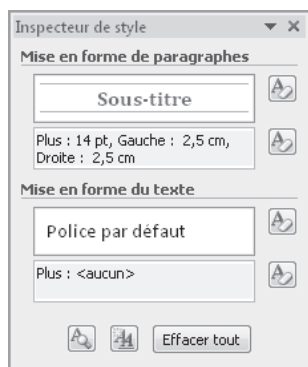 Inspecteur de style
Mise en forme de paragraphes
Sous-titre
Plus : 14 pt, Gauche : 2,5 cm,
Droite : 2,5 cm
Mise en forme du texte
Police par défaut
Plus : <aucun>
Effacer tout